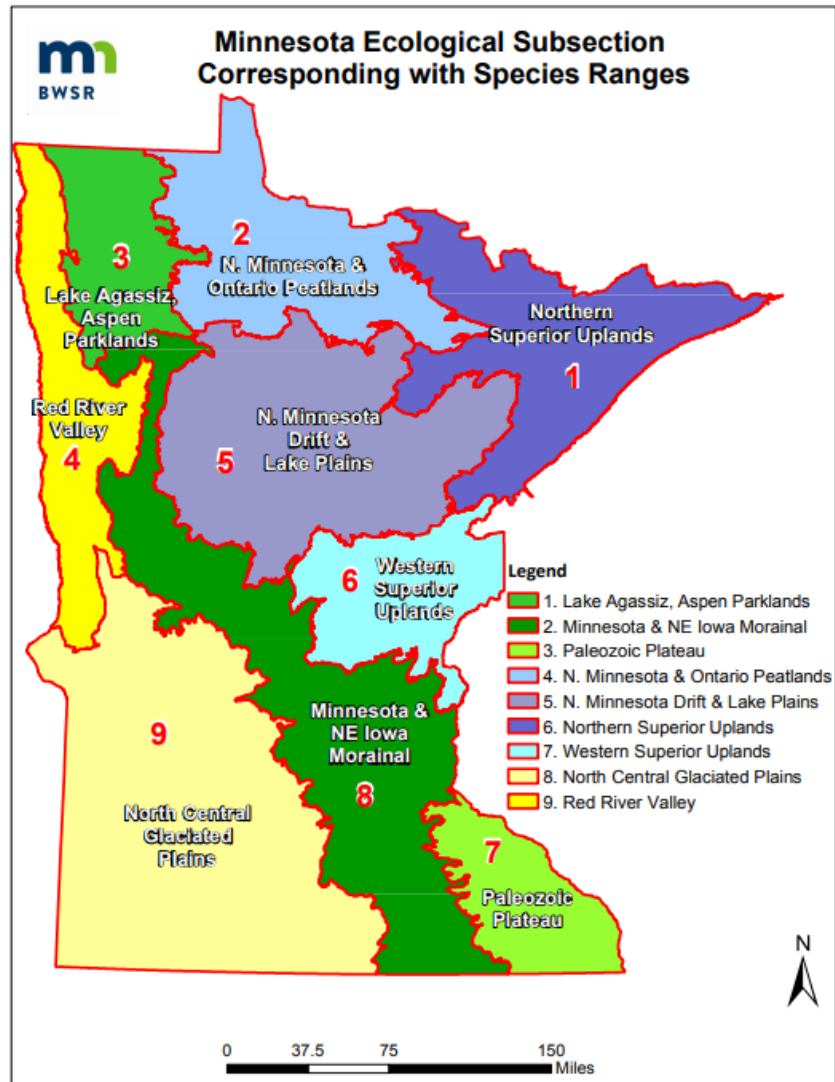 mn
BWSR
Minnesota Ecological Subsection
Corresponding with Species Ranges
2
N. Minnesota &
Ontario Peatlands
3
Lake Agassiz,
Aspen
Parklands
Northern
Superior Uplands
1
Red River
Valley
4
N. Minnesota
Drift &
Lake Plains
5
Western
Superior
Uplands
6
Legend
1. Lake Agassiz, Aspen Parklands
2. Minnesota & NE Iowa Morainal
3. Paleozoic Plateau
4. N. Minnesota & Ontario Peatlands
5. N. Minnesota Drift & Lake Plains
6. Northern Superior Uplands
7. Western Superior Uplands
8. North Central Glaciated Plains
9. Red River Valley
Minnesota &
NE Iowa
Morainal
8
9
North Central
Glaciated
Plains
7
Paleozoic
Plateau
N
0 37.5 75 150
Miles